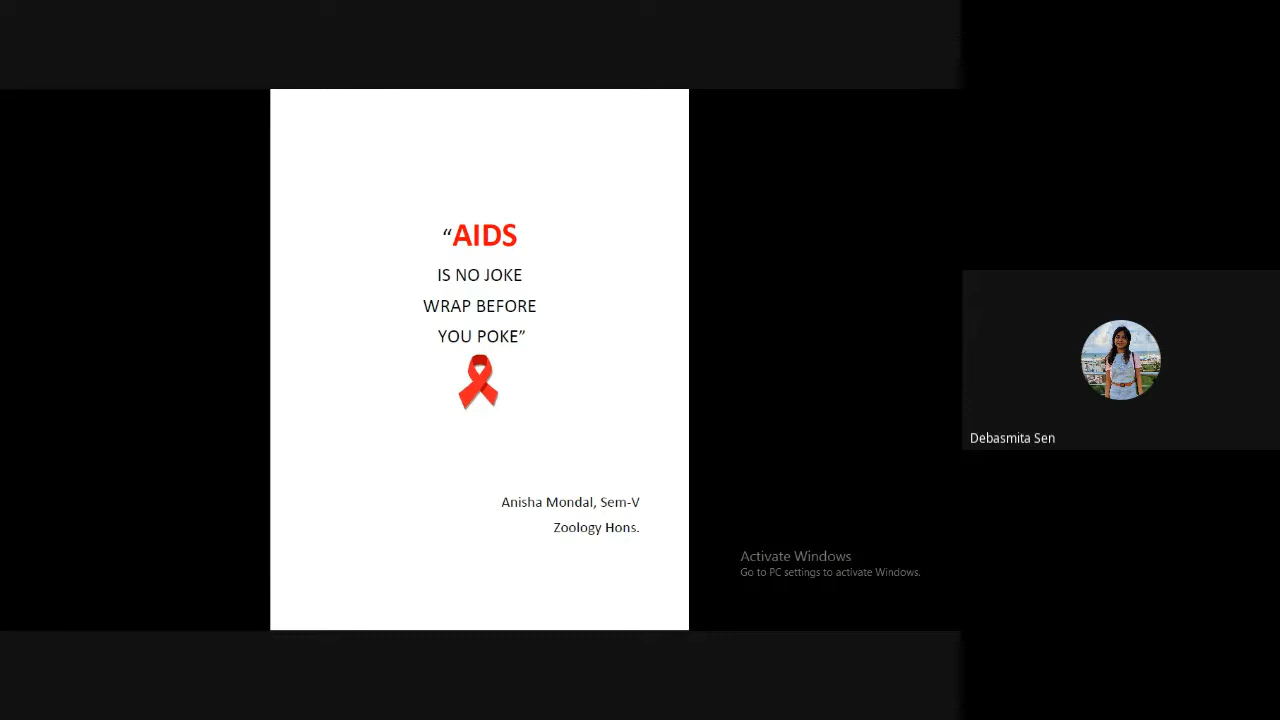 “AIDS
IS NO JOKE
WRAP BEFORE
YOU POKE”
Anisha Mondal, Sem-V
Zoology Hons.
Debasmita Sen
Activate Windows
Go to PC settings to activate Windows.